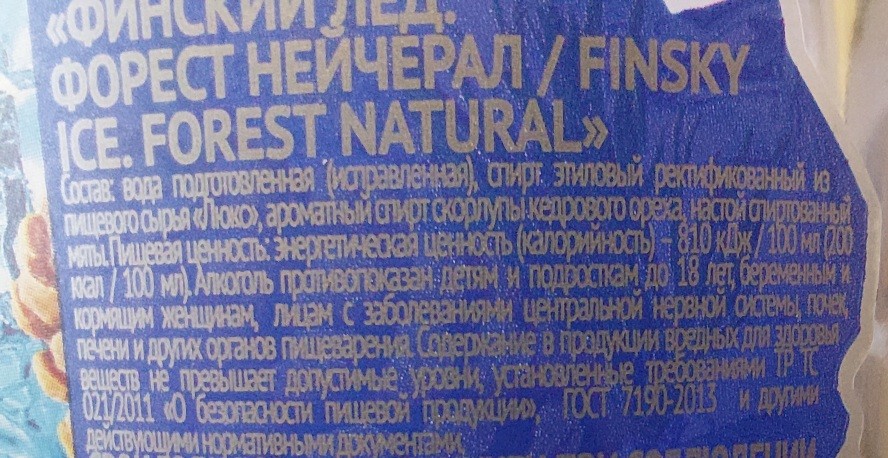 «ФИНСКИЙ ЛЕД.
ФОРЕСТ НЕЙЧЕРАЛ / FINSKY
ICE. FOREST NATURAL»
Состав: вода подготовленная (исправленная), спирт этиловый ректификованный из
пищевого сырья «Люкс», ароматный спирт скорлупы кедрового ореха, настой спиртованный
мяты. Пищевая ценность: энергетическая ценность (калорийность) – 810 кДж / 100 мл (200
ккал / 100 мл). Алкоголь противопоказан детям и подросткам до 18 лет, беременным и
кормящим женщинам, лицам с заболеваниями центральной нервной системы, почек,
печени и других органов пищеварения. Содержание в продукции вредных для здоровья
веществ не превышает допустимые уровни, установленные требованиями ТР ТС
021/2011 «О безопасности пищевой продукции», ГОСТ 7190-2013 и другими
действующими нормативными документами.